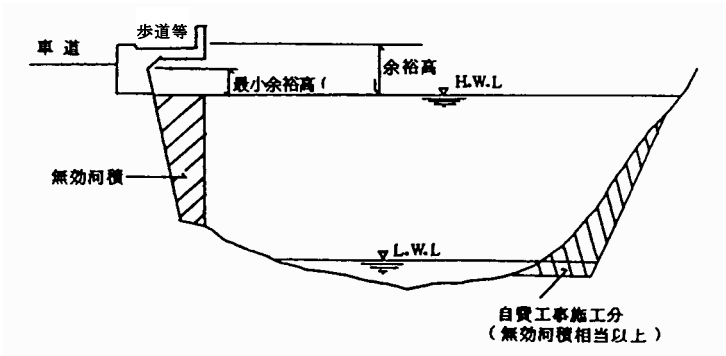 歩道等
車道
余裕高
最小余裕高(
H.W.L
無効河積
L.W.L
自費工事施工分
(無効河積相当以上)